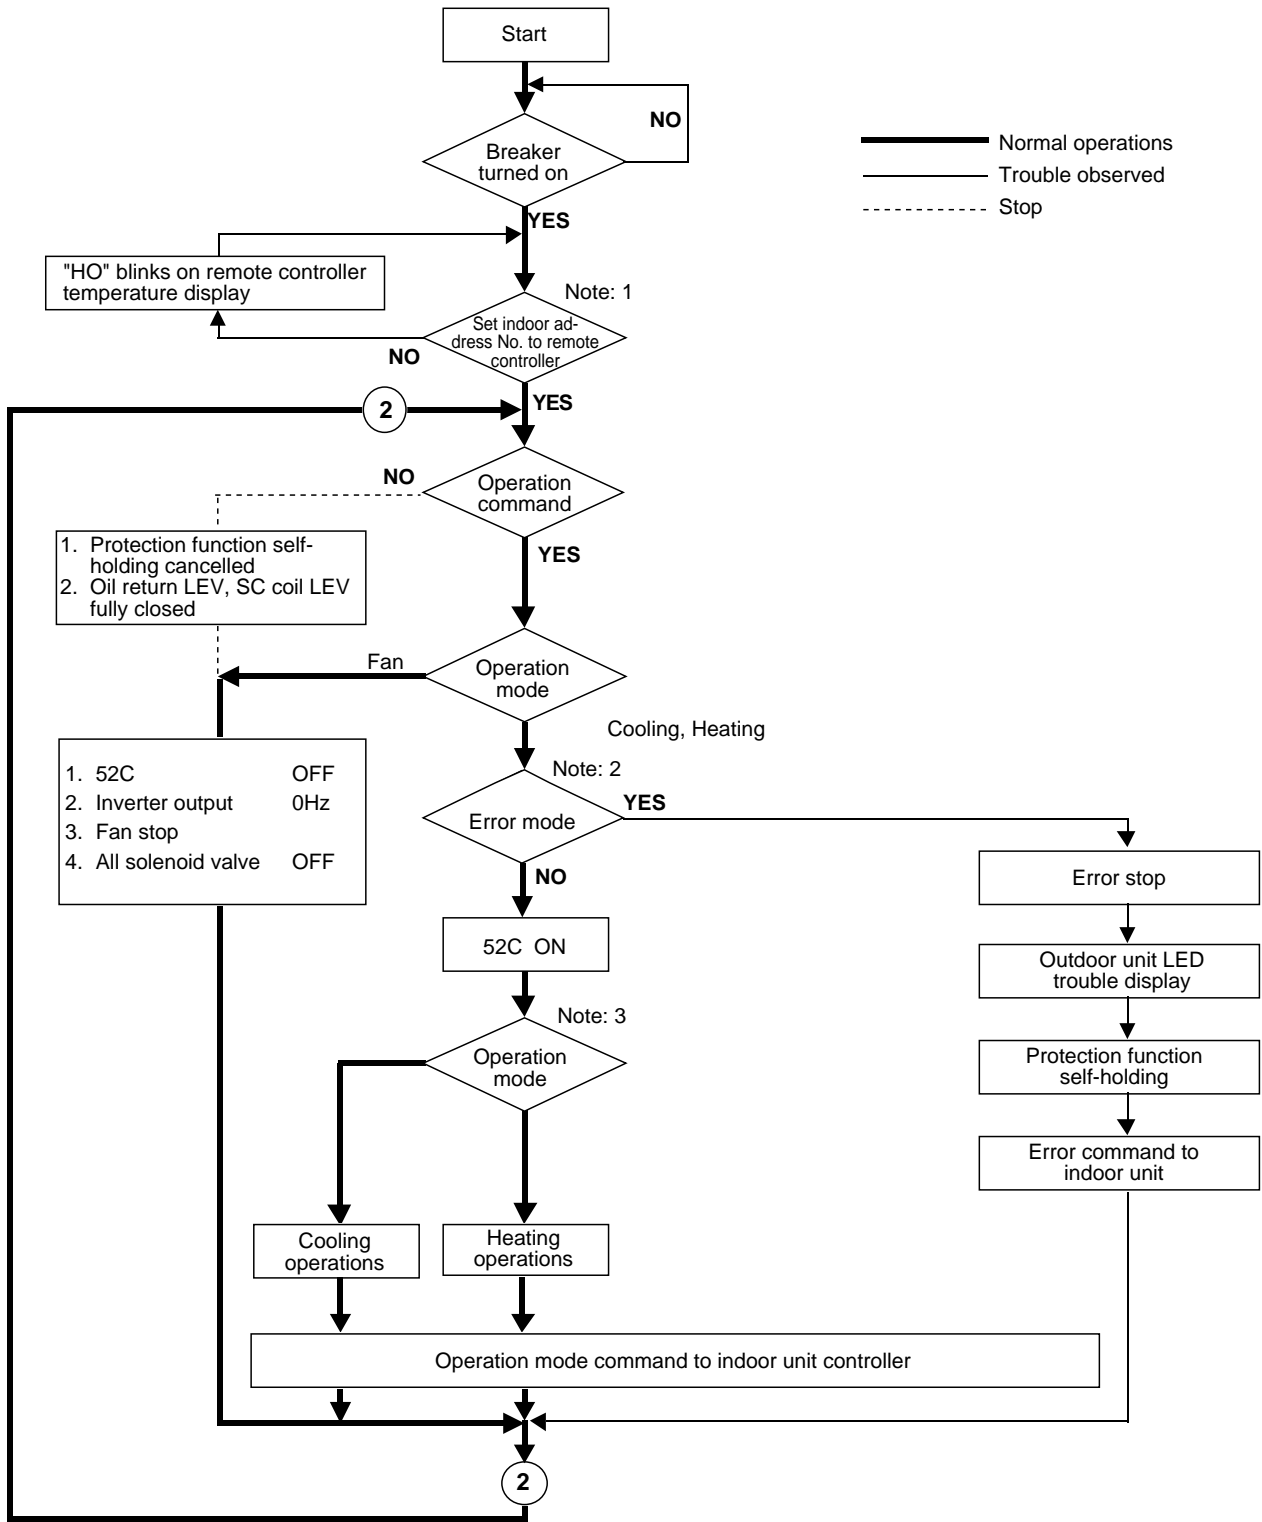 Start
NO
Breaker
turned on
Normal operations
Trouble observed
Stop
YES
"HO" blinks on remote controller
temperature display
Note: 1
Set indoor ad-
dress No. to remote
controller
NO
YES
2
NO
Operation
command
1. Protection function self-
holding cancelled
2. Oil return LEV, SC coil LEV
fully closed
YES
Fan
Operation
mode
Cooling, Heating
1. 52C OFF
2. Inverter output 0Hz
3. Fan stop
4. All solenoid valve OFF
Note: 2
YES
Error mode
NO
Error stop
52C ON
Outdoor unit LED
trouble display
Note: 3
Operation
mode
Protection function
self-holding
Error command to
indoor unit
Cooling
operations
Heating
operations
Operation mode command to indoor unit controller
2